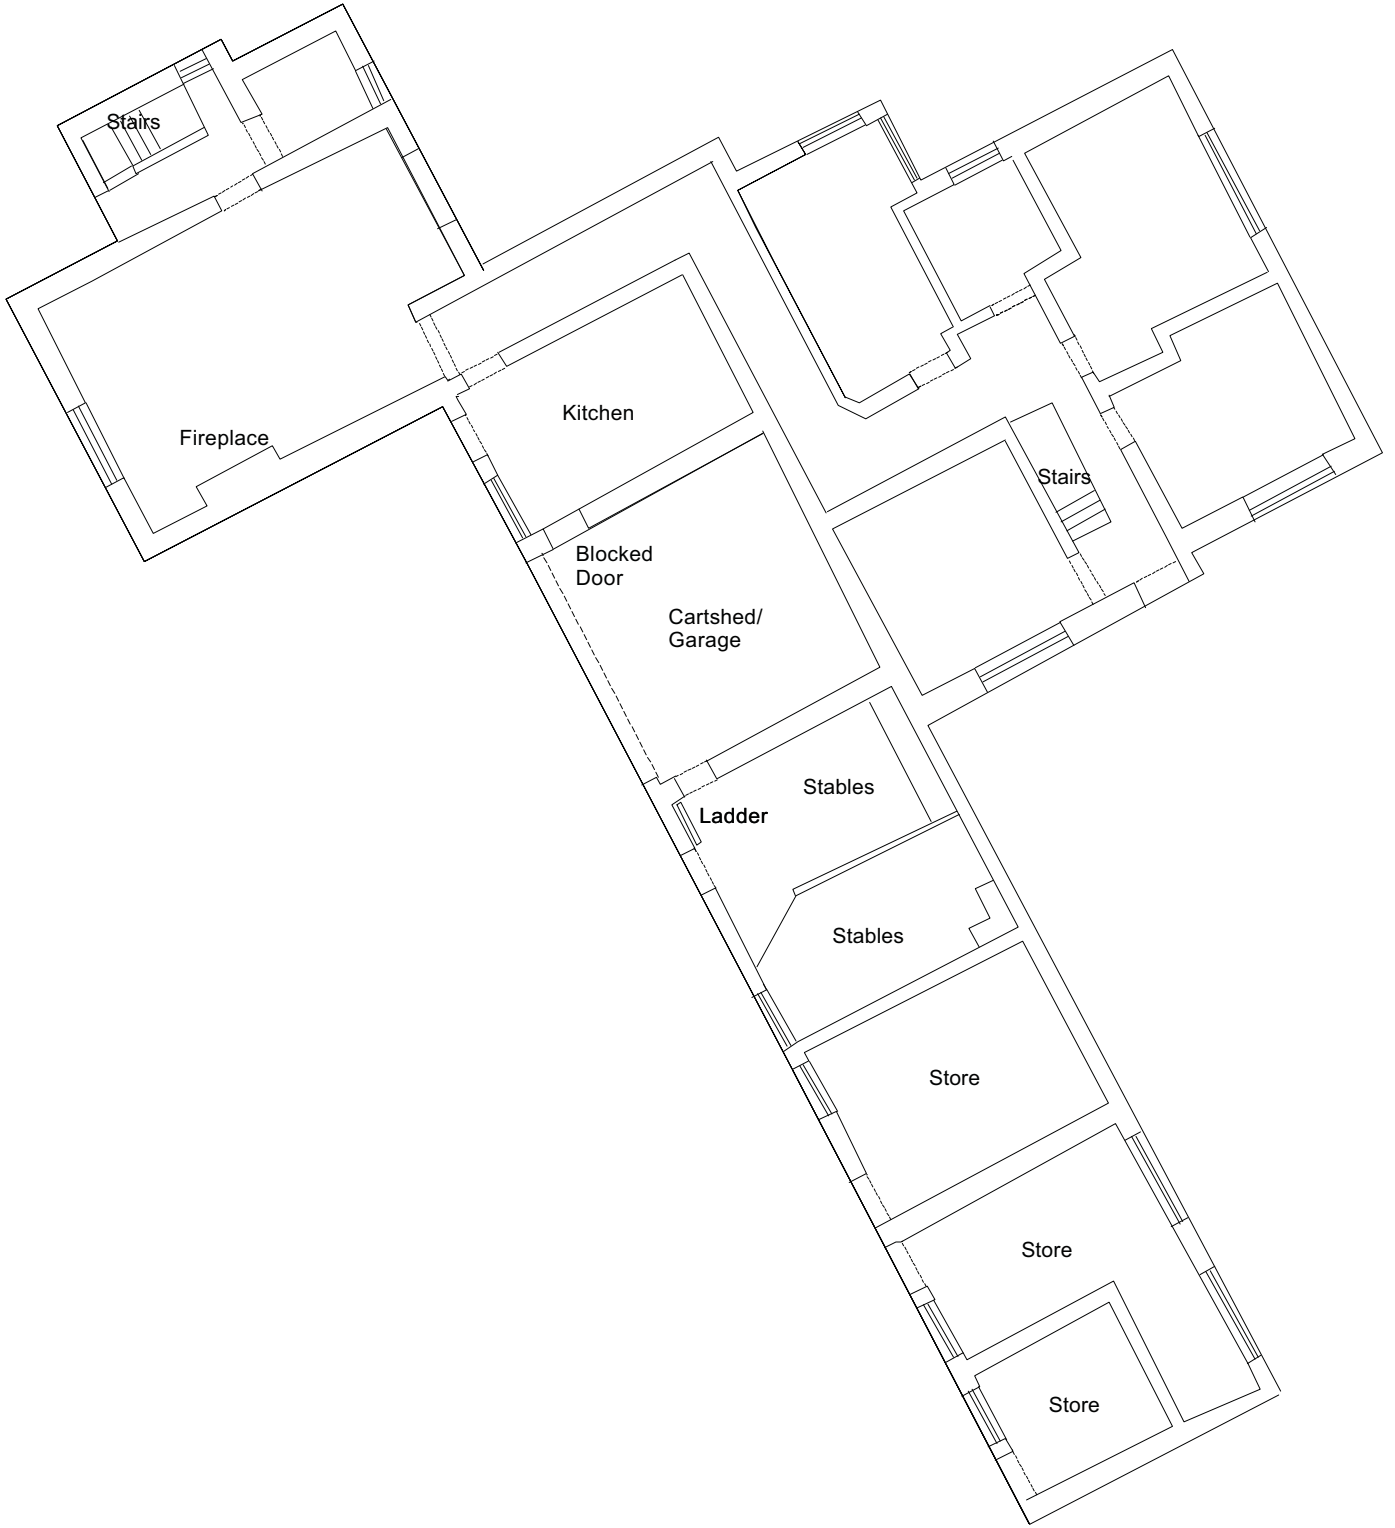 Stairs
Kitchen
Fireplace
Stairs
Blocked
Door
Cartshed/
Garage
Stables
Ladder
Stables
Store
Store
Store